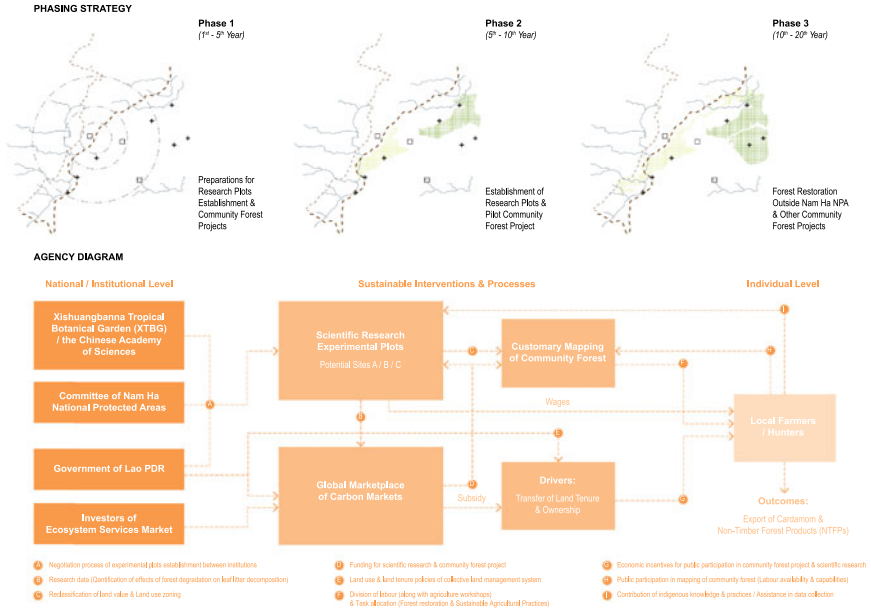 PHASING STRATEGY
Phase 1
(1st - 5th Year)
Preparations for
Research Plots
Establishment &
Community Forest
Projects
Phase 2
(5th - 10th Year)
Establishment of
Research Plots &
Pilot Community
Forest Project
Phase 3
(10th - 20th Year)
Forest Restoration
Outside Nam Ha NPA
& Other Community
Forest Projects
AGENCY DIAGRAM
National / Institutional Level
Sustainable Interventions & Processes
Individual Level
Xishuangbanna Tropical
Botanical Garden (XTBG)
/ the Chinese Academy
of Sciences
Committee of Nam Ha
National Protected Areas
Government of Lao PDR
Investors of
Ecosystem Services Market
A
Scientific Research
Experimental Plots
Potential Sites A / B / C
B
Global Marketplace
of Carbon Markets
C
Customary Mapping
of Community Forest
Wages
E
D
Subsidy
Drivers:
Transfer of Land Tenure
& Ownership
I
H
F
G
Local Farmers
/ Hunters
Outcomes:
Export of Cardamom &
Non-Timber Forest Products (NTFPs)
A Negotiation process of experimental plots establishment between institutions
B Research data (Qantification of effects of forest degradation on leaf litter decomposition)
C Reclassification of land value & Land use zoning
D Funding for scientific research & community forest project
E Land use & land tenure policies of collective land management system
F Division of labour (along with agriculture workshops)
& Task allocation (Forest restoration & Sustainable Agricultural Practices)
G Economic incentives for public participation in community forest project & scientific research
H Public participation in mapping of community forest (Labour availability & capabilities)
I Contribution of indigenous knowledge & practices / Assistance in data collection